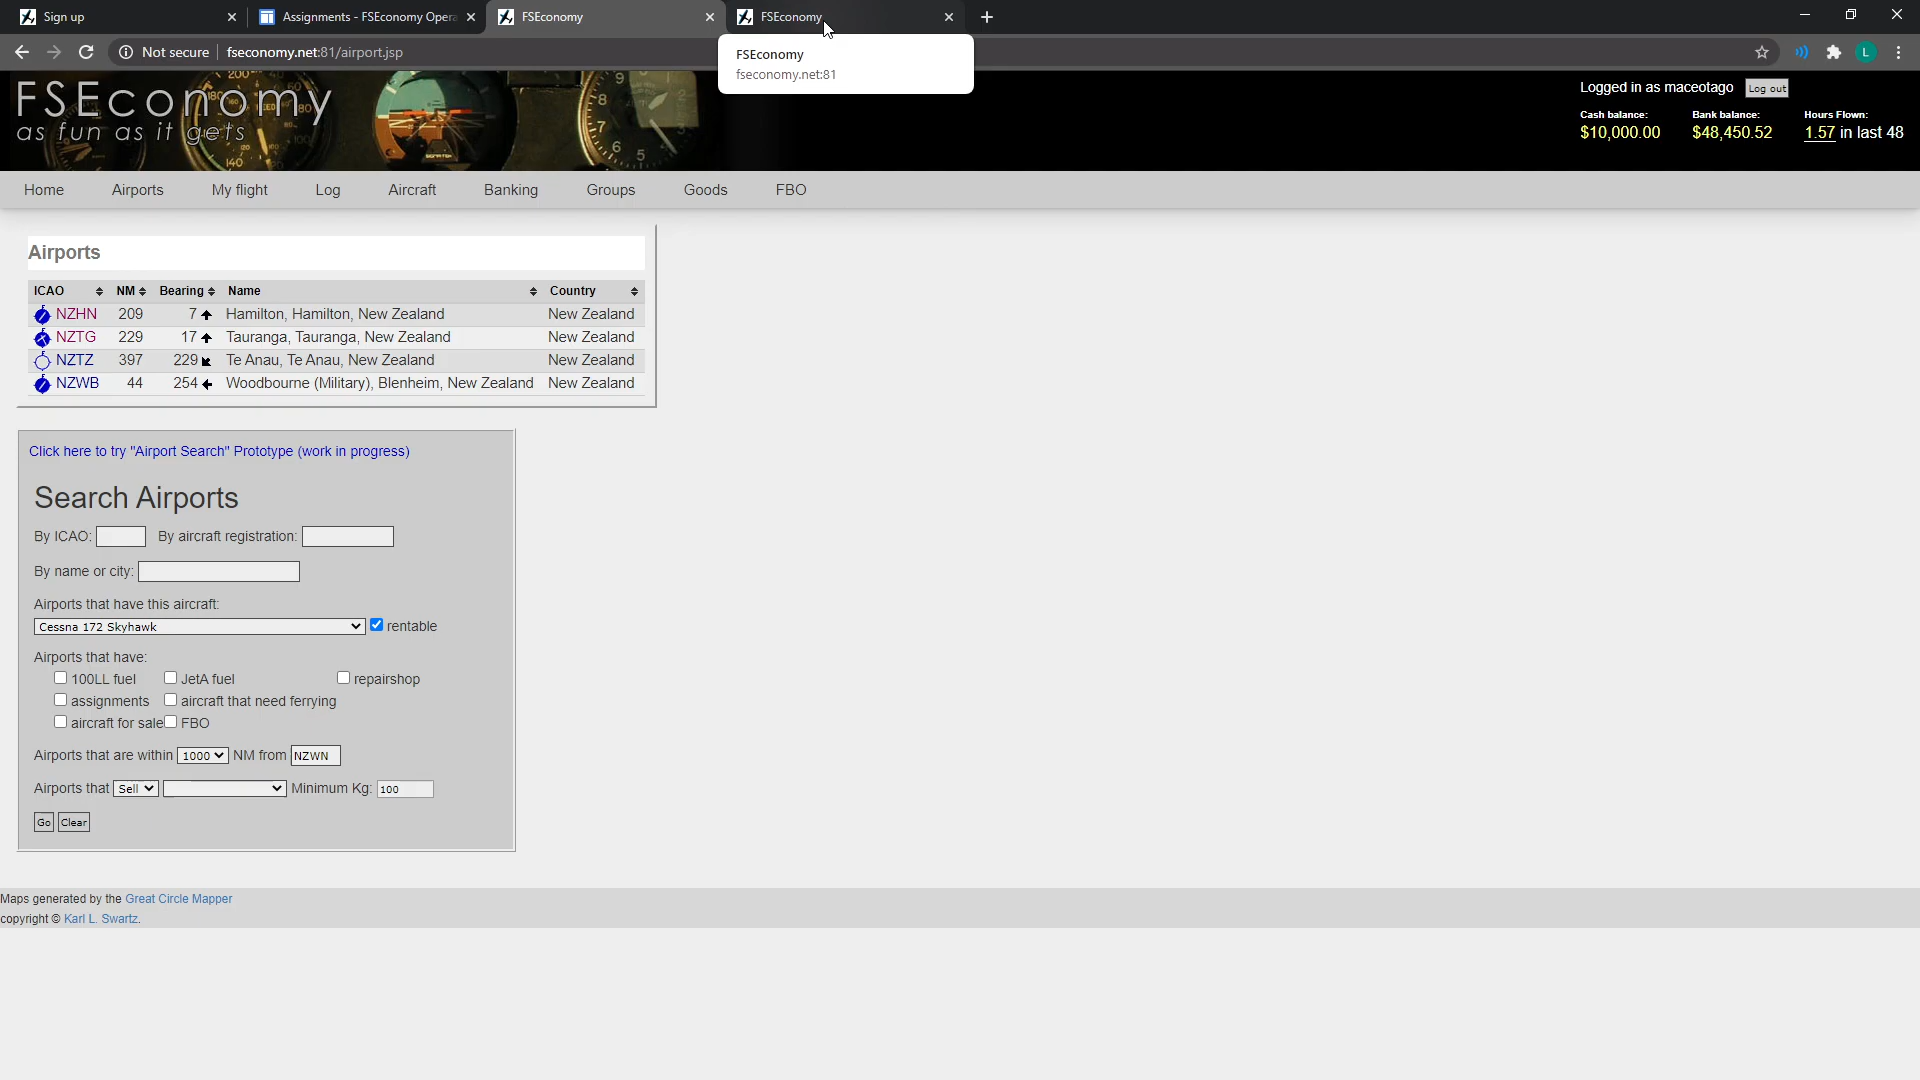 Sign up
Assignments - FSEconomy Opera
FSEconomy
FSEconomy
Not secure
fseconomy.net:81/airport.jsp
L
FSEconomy
fseconomy.net:81
FSEconomy
as fun as it gets
Logged in as maceotago Log out
Cash balance: Bank balance: Hours Flown:
$10,000.00 $48,450.52 1.57 in last 48
Home Airports My flight Log Aircraft Banking Groups Goods FBO
Airports
ICAO NM Bearing Name Country
NZHN 209 7 Hamilton, Hamilton, New Zealand New Zealand
NZTG 229 17 Tauranga, Tauranga, New Zealand New Zealand
NZTZ 397 229 Te Anau, Te Anau, New Zealand New Zealand
NZWB 44 254 Woodbourne (Military), Blenheim, New Zealand New Zealand
Click here to try "Airport Search" Prototype (work in progress)
Search Airports
By ICAO: By aircraft registration:
By name or city:
Airports that have this aircraft:
Cessna 172 Skyhawk rentable
Airports that have:
100LL fuel JetA fuel repairshop
assignments aircraft that need ferrying
aircraft for sale FBO
Airports that are within 1000 NM from NZWN
Airports that Sell Minimum Kg: 100
Go Clear
Maps generated by the Great Circle Mapper
copyright © Karl L. Swartz.